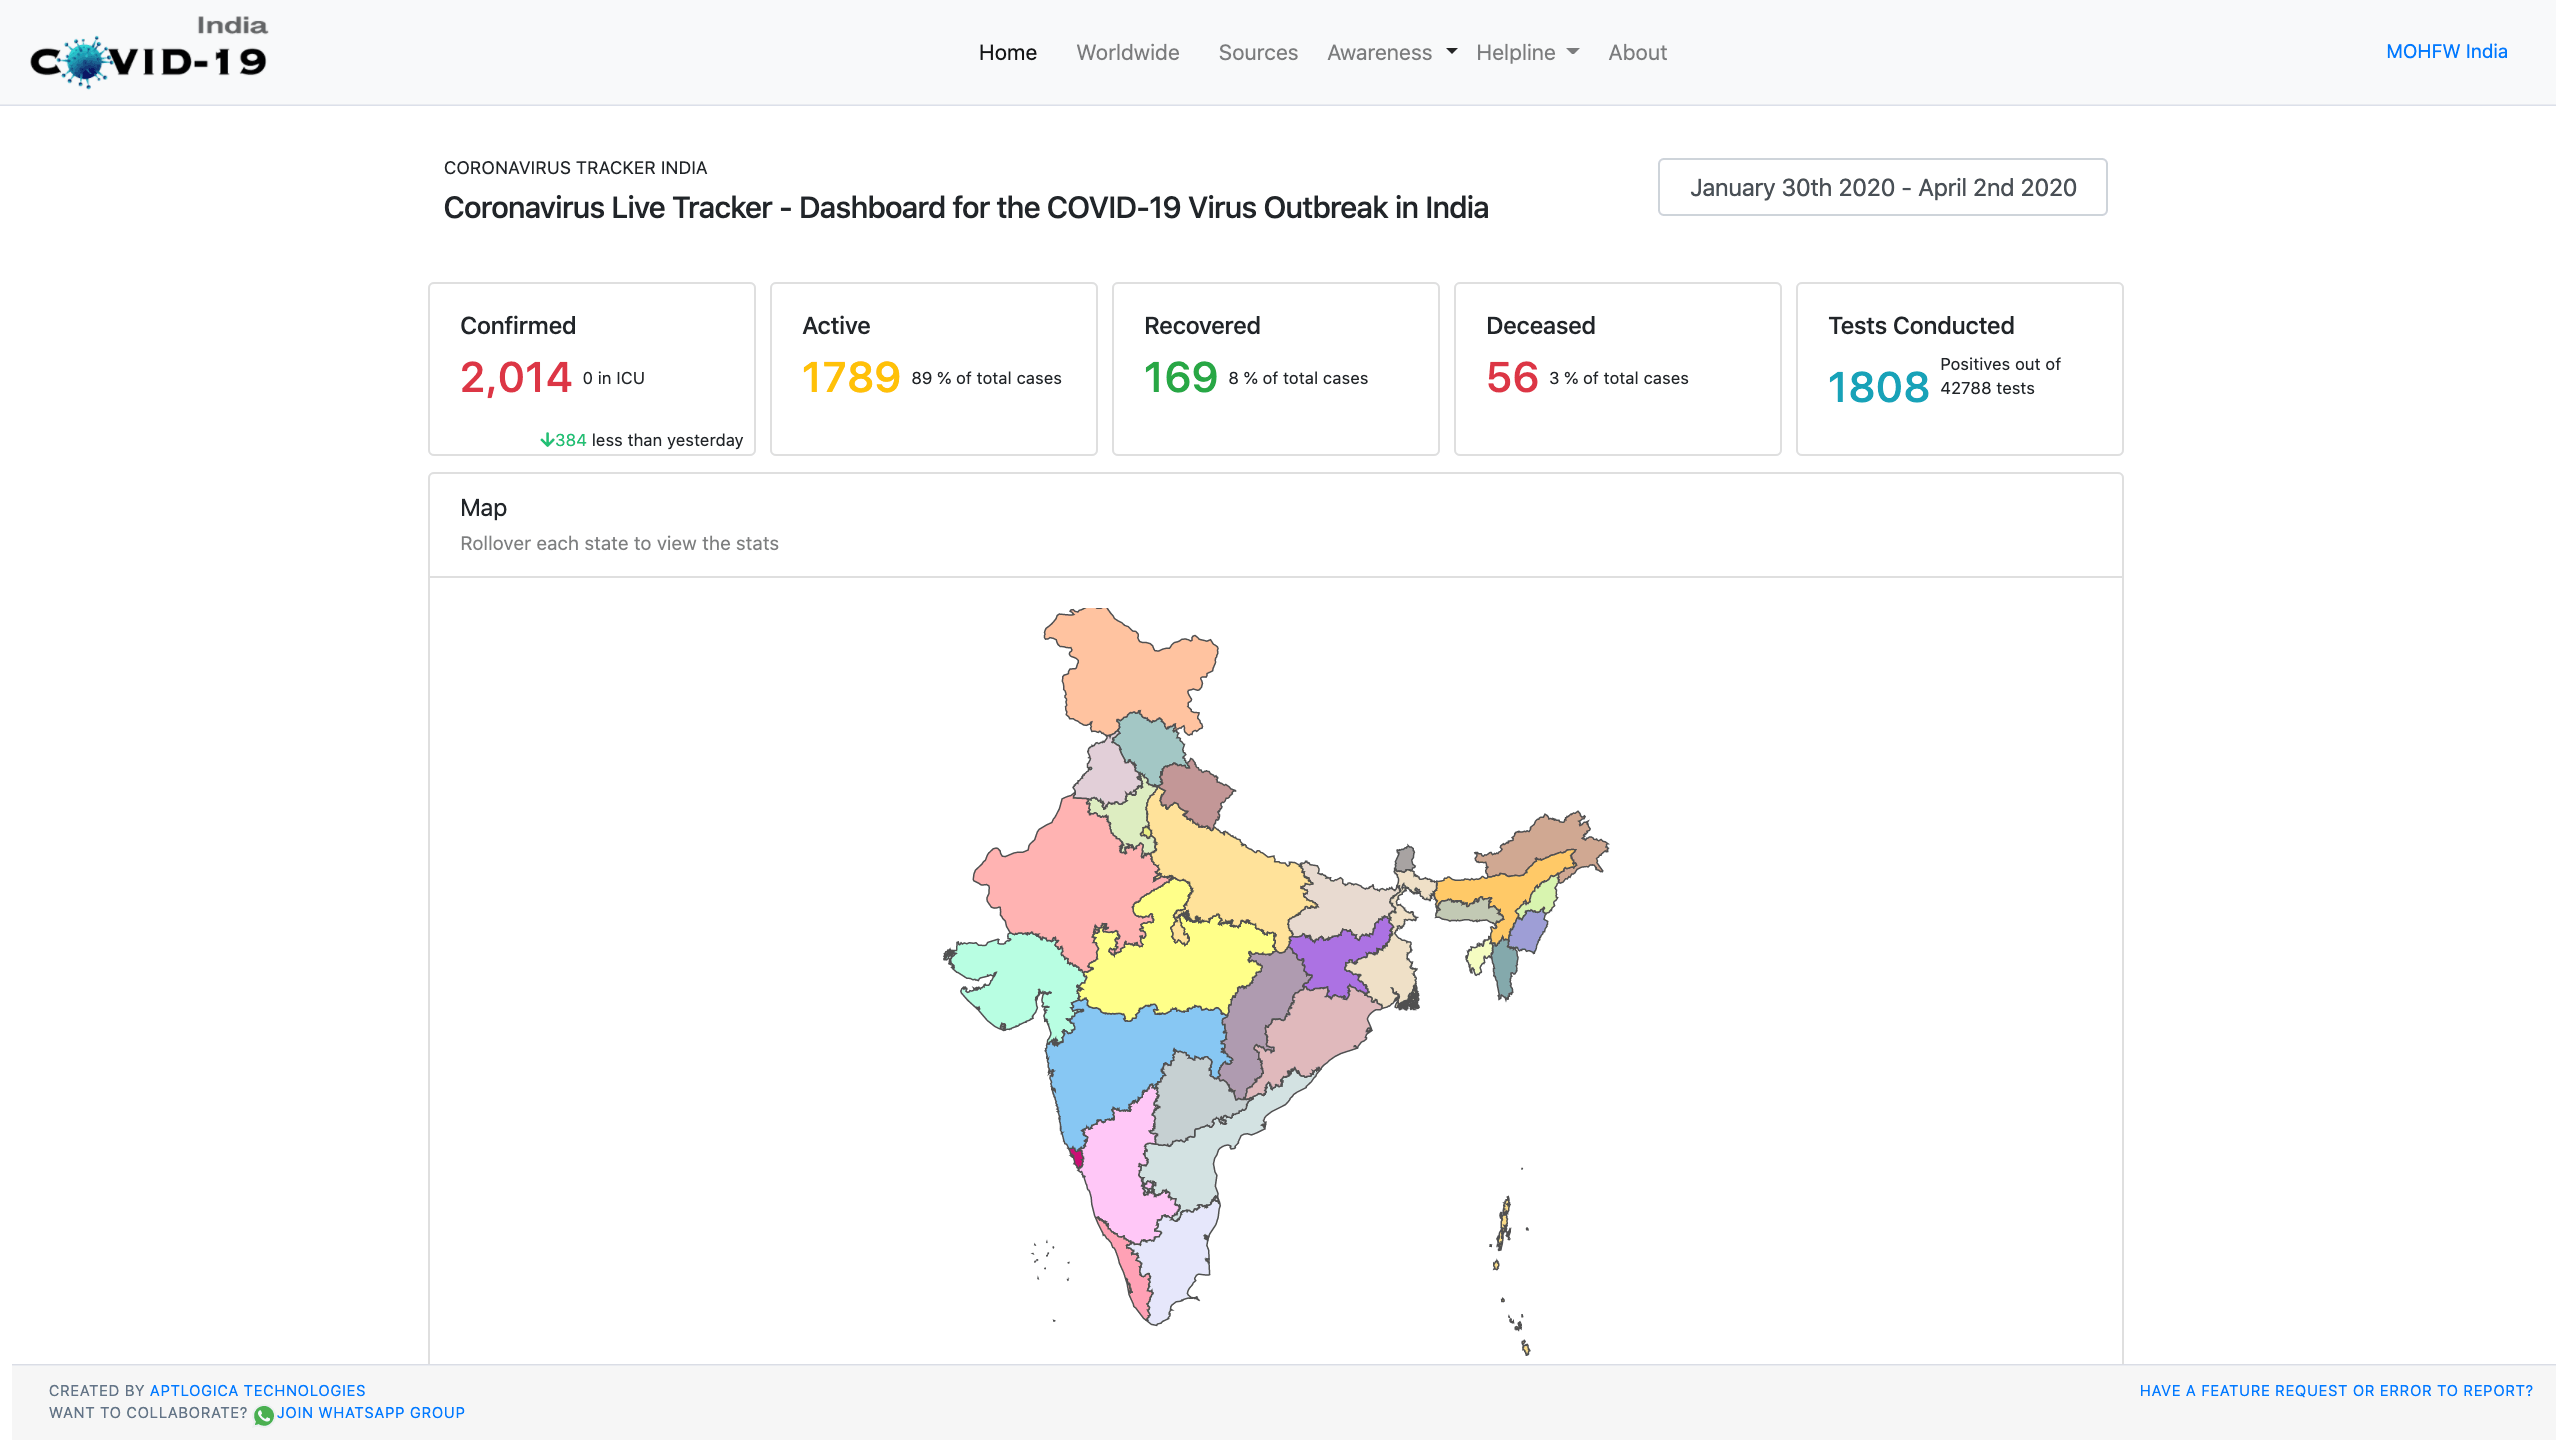 India
COVID-19
Home Worldwide Sources Awareness Helpline About
MOHFW India
CORONAVIRUS TRACKER INDIA
Coronavirus Live Tracker - Dashboard for the COVID-19 Virus Outbreak in India
January 30th 2020 - April 2nd 2020
Confirmed
2,014 0 in ICU
384 less than yesterday
Active
1789 89 % of total cases
Recovered
169 8 % of total cases
Deceased
56 3 % of total cases
Tests Conducted
1808 Positives out of
42788 tests
Map
Rollover each state to view the stats
CREATED BY APTLOGICA TECHNOLOGIES
WANT TO COLLABORATE? JOIN WHATSAPP GROUP
HAVE A FEATURE REQUEST OR ERROR TO REPORT?